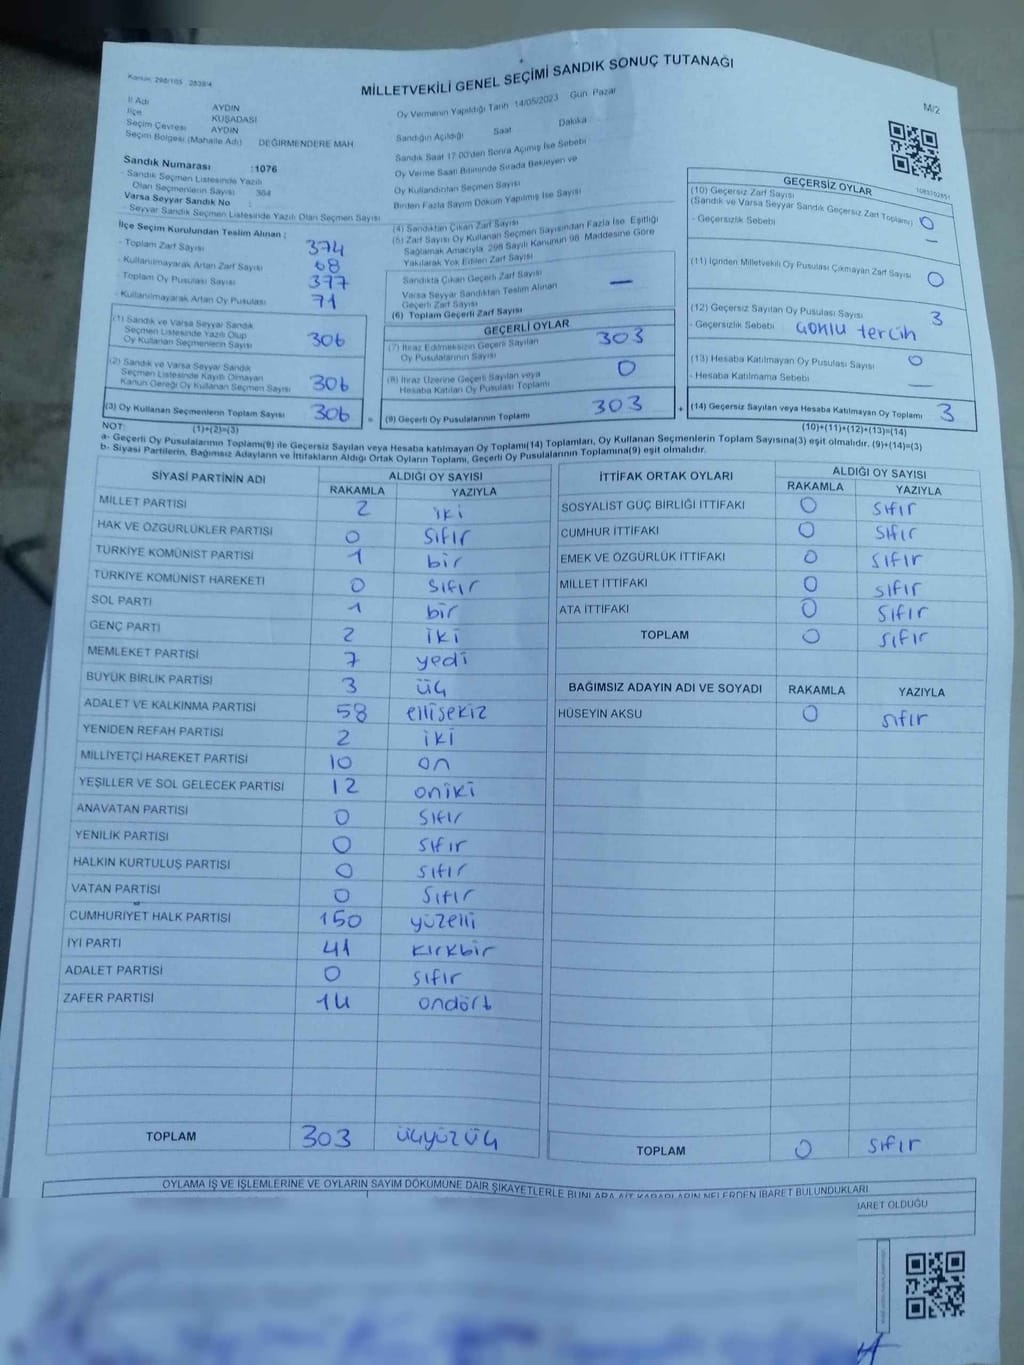 MİLLETVEKİLİ GENEL SEÇİMİ SANDIK SONUÇ TUTANAĞI
Kanun: 298/105 2839/4
M/2
İl Adı AYDIN
İlçe KUŞADASI
Seçim Çevresi AYDIN
Seçim Bölgesi (Mahalle Adı) DEĞİRMENDERE MAH
Oy Vermenin Yapıldığı Tarih 14/05/2023 Gün Pazar
Sandığın Açıldığı Saat Dakika
Sandık Saat 17:00'den Sonra Açılmış İse Sebebi
Oy Verme Saati Bitiminde Sırada Bekleyen ve
Oy Kullandırılan Seçmen Sayısı
Birden Fazla Sayım Döküm Yapılmış İse Sayısı
Sandık Numarası :1076
- Sandık Seçmen Listesinde Yazılı
Olan Seçmenlerin Sayısı
Varsa Seyyar Sandık No :
- Seyyar Sandık Seçmen Listesinde Yazılı Olan Seçmen Sayısı
İlçe Seçim Kurulundan Teslim Alınan ;
- Toplam Zarf Sayısı 374
- Kullanılmayarak Artan Zarf Sayısı 68
- Toplam Oy Pusulası Sayısı 377
- Kullanılmayarak Artan Oy Pusulası 71
(1) Sandık ve Varsa Seyyar Sandık
Seçmen Listesinde Yazılı Olup
Oy Kullanan Seçmenlerin Sayısı 306
(2) Sandık ve Varsa Seyyar Sandık
Seçmen Listesinde Kayıtlı Olmayan
Kanun Gereği Oy Kullanan Seçmen Sayısı 306
(3) Oy Kullanan Seçmenlerin Toplam Sayısı 306 =
(1)+(2)=(3)
(4) Sandıktan Çıkan Zarf Sayısı
(5) Zarf Sayısı Oy Kullanan Seçmen Sayısından Fazla İse, Eşitliği
Sağlamak Amacıyla, 298 Sayılı Kanunun 98. Maddesine Göre
Yakılarak Yok Edilen Zarf Sayısı
Sandıkta Çıkan Geçerli Zarf Sayısı
Varsa Seyyar Sandıktan Teslim Alınan —
Geçerli Zarf Sayısı
(6) Toplam Geçerli Zarf Sayısı
GEÇERLİ OYLAR
(7) İtiraz Edilmeksizin Geçerli Sayılan
Oy Pusulalarının Sayısı 303
(8) İtiraz Üzerine Geçerli Sayılan veya
Hesaba Katılan Oy Pusulası Toplamı 0
(9) Geçerli Oy Pusulalarının Toplamı 303 +
GEÇERSİZ OYLAR
(10) Geçersiz Zarf Sayısı
(Sandık ve Varsa Seyyar Sandık Geçersiz Zarf Toplamı) 0
- Geçersizlik Sebebi —
(11) İçinden Milletvekili Oy Pusulası Çıkmayan Zarf Sayısı 0
(12) Geçersiz Sayılan Oy Pusulası Sayısı 3
- Geçersizlik Sebebi çoklu tercih
(13) Hesaba Katılmayan Oy Pusulası Sayısı 0
- Hesaba Katılmama Sebebi —
(14) Geçersiz Sayılan veya Hesaba Katılmayan Oy Toplamı 3
(10)+(11)+(12)+(13)=(14)
NOT:
a- Geçerli Oy Pusulalarının Toplamı(9) ile Geçersiz Sayılan veya Hesaba katılmayan Oy Toplamı(14) Toplamları, Oy Kullanan Seçmenlerin Toplam Sayısına(3) eşit olmalıdır. (9)+(14)=(3)
b- Siyasi Partilerin, Bağımsız Adayların ve İttifakların Aldığı Ortak Oyların Toplamı, Geçerli Oy Pusulalarının Toplamına(9) eşit olmalıdır.
SİYASİ PARTİNİN ADI ALDIĞI OY SAYISI
RAKAMLA YAZIYLA
MİLLET PARTİSİ 2 iki
HAK VE ÖZGÜRLÜKLER PARTİSİ 0 sıfır
TÜRKİYE KOMÜNİST PARTİSİ 1 bir
TÜRKİYE KOMÜNİST HAREKETİ 0 sıfır
SOL PARTİ 1 bir
GENÇ PARTİ 2 iki
MEMLEKET PARTİSİ 7 yedi
BÜYÜK BİRLİK PARTİSİ 3 üç
ADALET VE KALKINMA PARTİSİ 58 ellisekiz
YENİDEN REFAH PARTİSİ 2 iki
MİLLİYETÇİ HAREKET PARTİSİ 10 on
YEŞİLLER VE SOL GELECEK PARTİSİ 12 oniki
ANAVATAN PARTİSİ 0 sıfır
YENİLİK PARTİSİ 0 sıfır
HALKIN KURTULUŞ PARTİSİ 0 sıfır
VATAN PARTİSİ 0 sıfır
CUMHURİYET HALK PARTİSİ 150 yüzelli
İYİ PARTİ 41 kırkbir
ADALET PARTİSİ 0 sıfır
ZAFER PARTİSİ 14 ondört
TOPLAM 303 üçyüzüç
İTTİFAK ORTAK OYLARI ALDIĞI OY SAYISI
RAKAMLA YAZIYLA
SOSYALİST GÜÇ BİRLİĞİ İTTİFAKI 0 sıfır
CUMHUR İTTİFAKI 0 sıfır
EMEK VE ÖZGÜRLÜK İTTİFAKI 0 sıfır
MİLLET İTTİFAKI 0 sıfır
ATA İTTİFAKI 0 sıfır
TOPLAM 0 sıfır
BAĞIMSIZ ADAYIN ADI VE SOYADI RAKAMLA YAZIYLA
HÜSEYİN AKSU 0 sıfır
TOPLAM 0 sıfır
OYLAMA İŞ VE İŞLEMLERİNE VE OYLARIN SAYIM DÖKÜMÜNE DAİR ŞİKAYETLERLE BUNLARA AİT KARARLARIN NELERDEN İBARET BULUNDUKLARI
BARET OLDUĞU